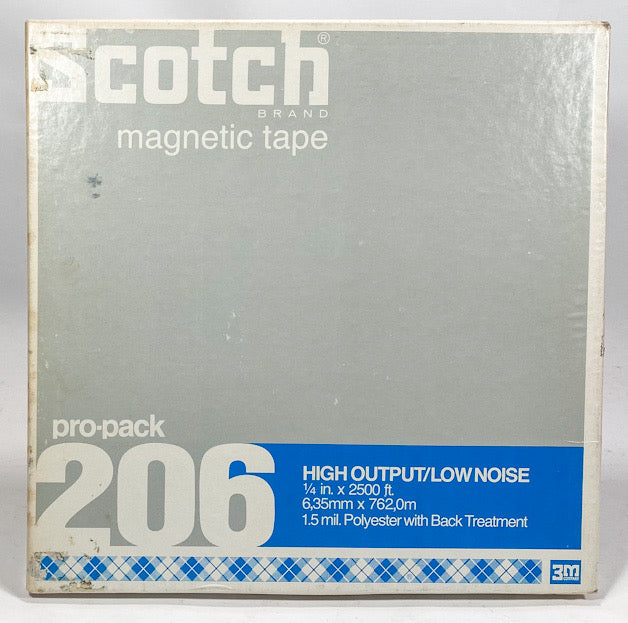 Scotch®
BRAND
magnetic tape
pro-pack
206
HIGH OUTPUT/LOW NOISE
¼ in. x 2500 ft.
6,35mm x 762,0m
1.5 mil. Polyester with Back Treatment
3M
COMPANY